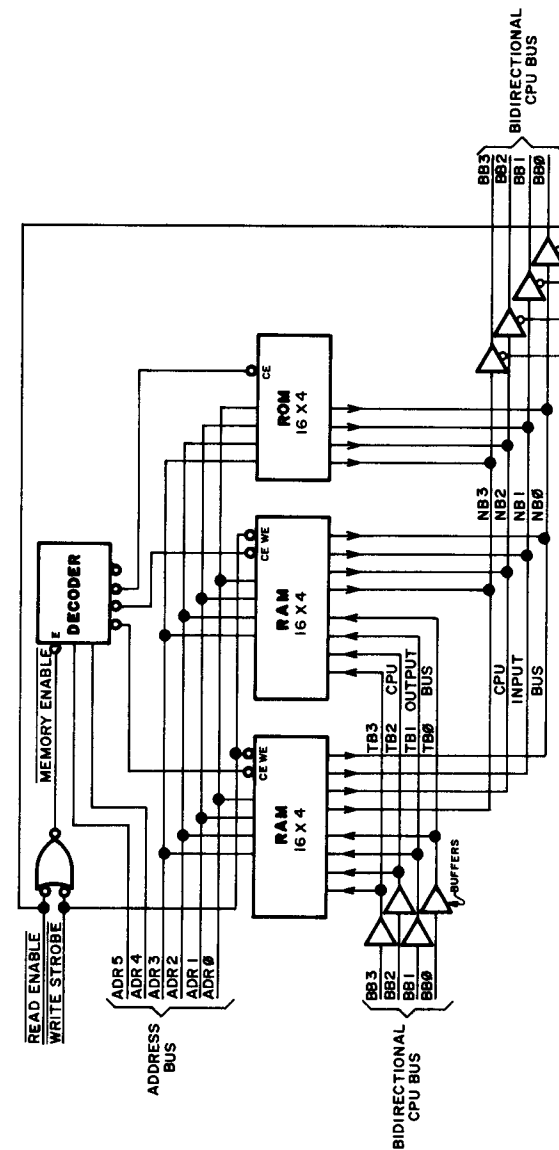 READ ENABLE
WRITE STROBE
MEMORY ENABLE
E
DECODER
ADR5
ADR4
ADR3
ADR2
ADR1
ADRØ
ADDRESS
BUS
CE WE
RAM
16 X 4
CE WE
RAM
16 X 4
CE
ROM
16 X 4
BB3
BB2
BB1
BBØ
BIDIRECTIONAL
CPU BUS
BUFFERS
TB3
TB2 CPU
TB1 OUTPUT
TBØ BUS
NB3
CPU NB2
INPUT NB1
BUS NBØ
BB3
BB2
BB1
BBØ
BIDIRECTIONAL
CPU BUS